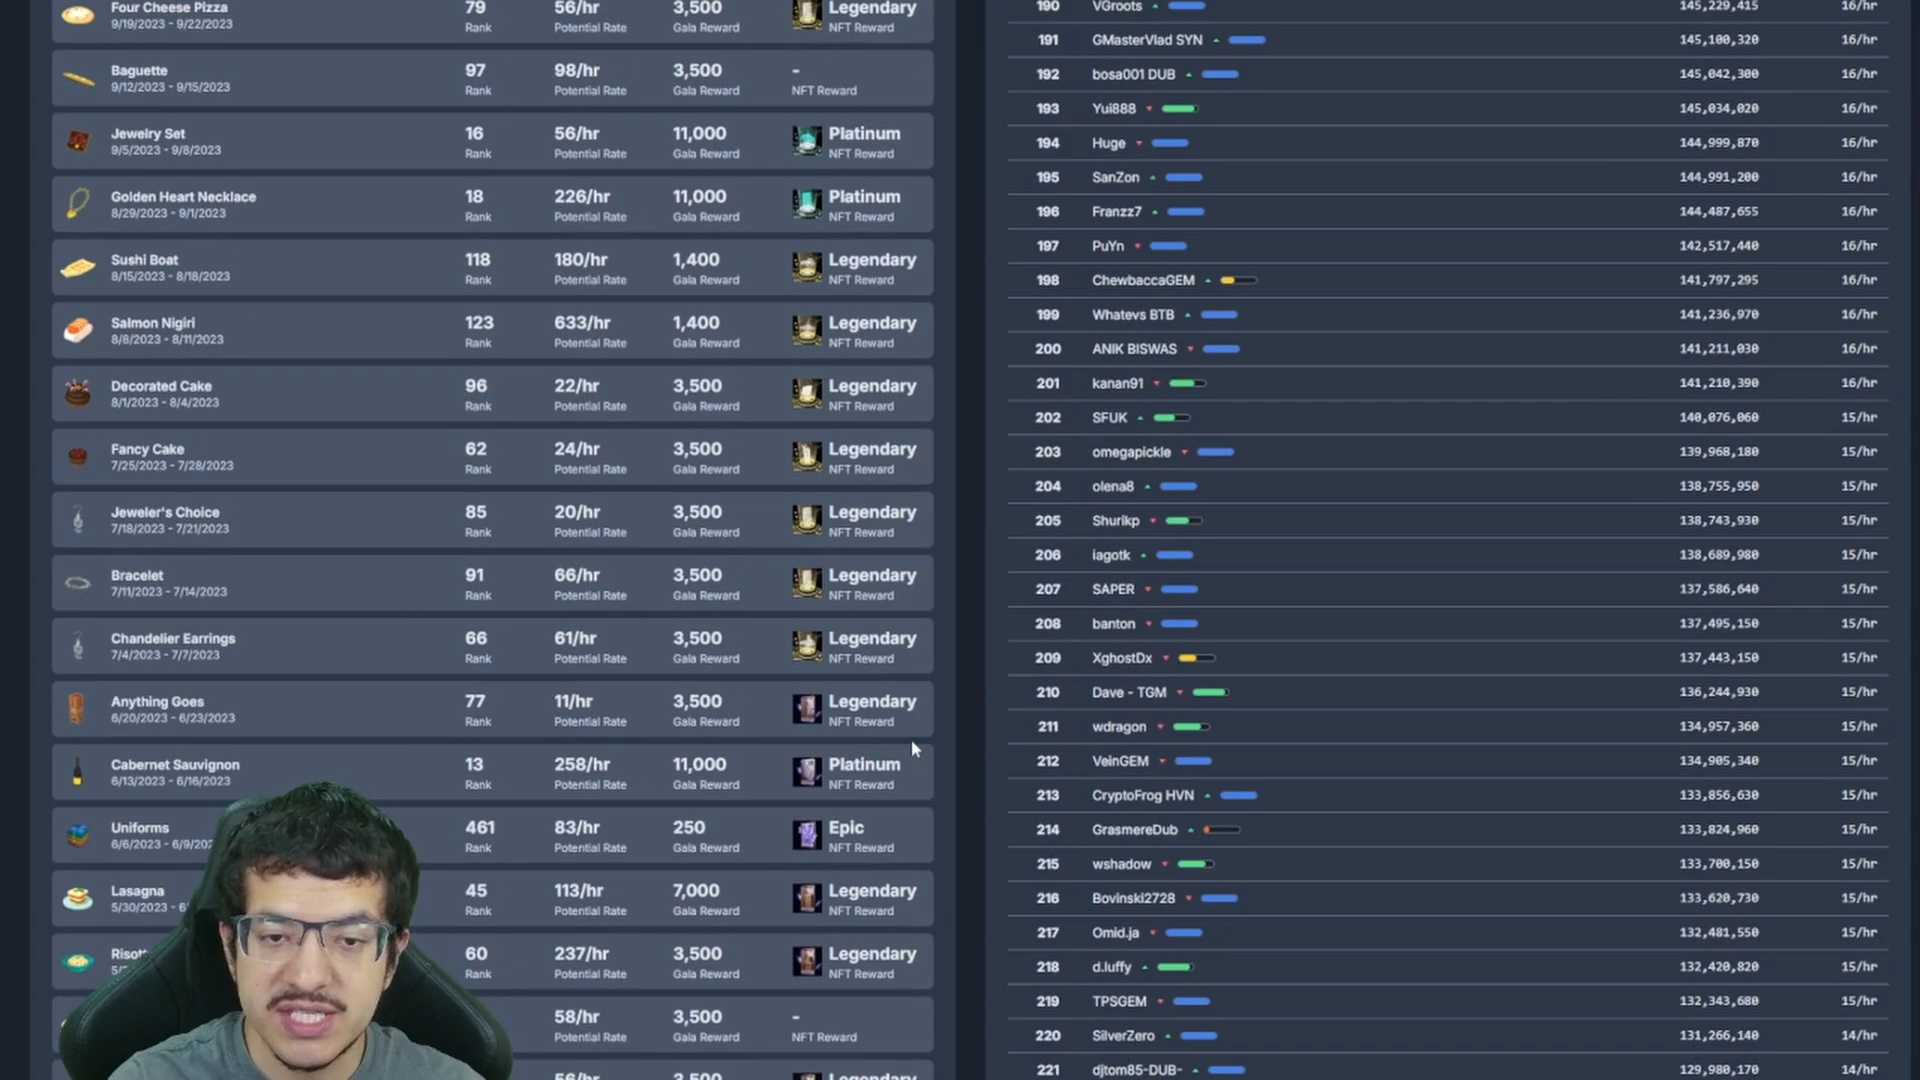 Four Cheese Pizza 79 56/hr 3,500 Legendary
9/19/2023 - 9/22/2023 Rank Potential Rate Gala Reward NFT Reward
Baguette 97 98/hr 3,500 -
9/12/2023 - 9/15/2023 Rank Potential Rate Gala Reward NFT Reward
Jewelry Set 16 56/hr 11,000 Platinum
9/5/2023 - 9/8/2023 Rank Potential Rate Gala Reward NFT Reward
Golden Heart Necklace 18 226/hr 11,000 Platinum
8/29/2023 - 9/1/2023 Rank Potential Rate Gala Reward NFT Reward
Sushi Boat 118 180/hr 1,400 Legendary
8/15/2023 - 8/18/2023 Rank Potential Rate Gala Reward NFT Reward
Salmon Nigiri 123 633/hr 1,400 Legendary
8/8/2023 - 8/11/2023 Rank Potential Rate Gala Reward NFT Reward
Decorated Cake 96 22/hr 3,500 Legendary
8/1/2023 - 8/4/2023 Rank Potential Rate Gala Reward NFT Reward
Fancy Cake 62 24/hr 3,500 Legendary
7/25/2023 - 7/28/2023 Rank Potential Rate Gala Reward NFT Reward
Jeweler's Choice 85 20/hr 3,500 Legendary
7/18/2023 - 7/21/2023 Rank Potential Rate Gala Reward NFT Reward
Bracelet 91 66/hr 3,500 Legendary
7/11/2023 - 7/14/2023 Rank Potential Rate Gala Reward NFT Reward
Chandelier Earrings 66 61/hr 3,500 Legendary
7/4/2023 - 7/7/2023 Rank Potential Rate Gala Reward NFT Reward
Anything Goes 77 11/hr 3,500 Legendary
6/20/2023 - 6/23/2023 Rank Potential Rate Gala Reward NFT Reward
Cabernet Sauvignon 13 258/hr 11,000 Platinum
6/13/2023 - 6/16/2023 Rank Potential Rate Gala Reward NFT Reward
Uniforms 461 83/hr 250 Epic
6/6/2023 - 6/9/202 Rank Potential Rate Gala Reward NFT Reward
Lasagna 45 113/hr 7,000 Legendary
5/30/2023 - 6 Rank Potential Rate Gala Reward NFT Reward
Risot 60 237/hr 3,500 Legendary
Rank Potential Rate Gala Reward NFT Reward
58/hr 3,500 -
Potential Rate Gala Reward NFT Reward
56/hr 3,500 Legendary
190 VGroots 145,229,415 16/hr
191 GMasterVlad SYN 145,100,320 16/hr
192 bosa001 DUB 145,042,300 16/hr
193 Yui888 145,034,020 16/hr
194 Huge 144,999,870 16/hr
195 SanZon 144,991,200 16/hr
196 Franzz7 144,487,655 16/hr
197 PuYn 142,517,440 16/hr
198 ChewbaccaGEM 141,797,295 16/hr
199 Whatevs BTB 141,236,970 16/hr
200 ANIK BISWAS 141,211,030 16/hr
201 kanan91 141,210,390 16/hr
202 SFUK 140,076,060 15/hr
203 omegapickle 139,968,180 15/hr
204 olena8 138,755,950 15/hr
205 Shurikp 138,743,930 15/hr
206 iagotk 138,689,980 15/hr
207 SAPER 137,586,640 15/hr
208 banton 137,495,150 15/hr
209 XghostDx 137,443,150 15/hr
210 Dave - TGM 136,244,930 15/hr
211 wdragon 134,957,360 15/hr
212 VeinGEM 134,905,340 15/hr
213 CryptoFrog HVN 133,856,630 15/hr
214 GrasmereDub 133,824,960 15/hr
215 wshadow 133,700,150 15/hr
216 Bovinski2728 133,620,730 15/hr
217 Omid.ja 132,481,550 15/hr
218 d.luffy 132,420,820 15/hr
219 TPSGEM 132,343,680 15/hr
220 SilverZero 131,266,140 14/hr
221 djtom85-DUB- 129,980,170 14/hr